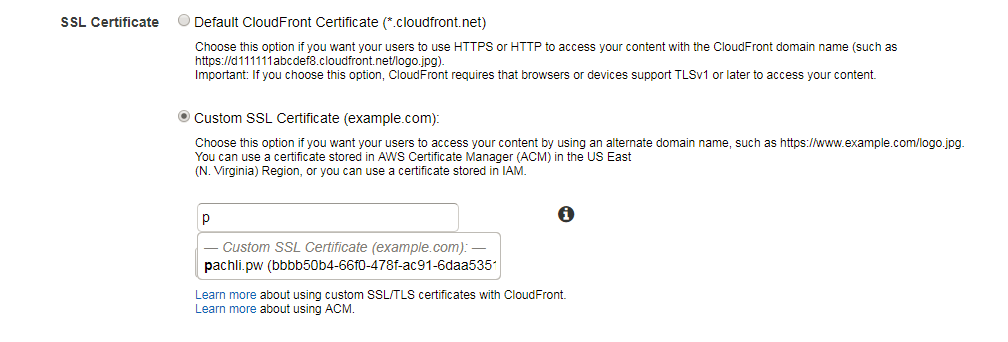 SSL Certificate
Default CloudFront Certificate (*.cloudfront.net)
Choose this option if you want your users to use HTTPS or HTTP to access your content with the CloudFront domain name (such as
https://d111111abcdef8.cloudfront.net/logo.jpg).
Important: If you choose this option, CloudFront requires that browsers or devices support TLSv1 or later to access your content.
Custom SSL Certificate (example.com):
Choose this option if you want your users to access your content by using an alternate domain name, such as https://www.example.com/logo.jpg.
You can use a certificate stored in AWS Certificate Manager (ACM) in the US East
(N. Virginia) Region, or you can use a certificate stored in IAM.
p
— Custom SSL Certificate (example.com): —
pachli.pw (bbbb50b4-66f0-478f-ac91-6daa5351
Learn more about using custom SSL/TLS certificates with CloudFront.
Learn more about using ACM.